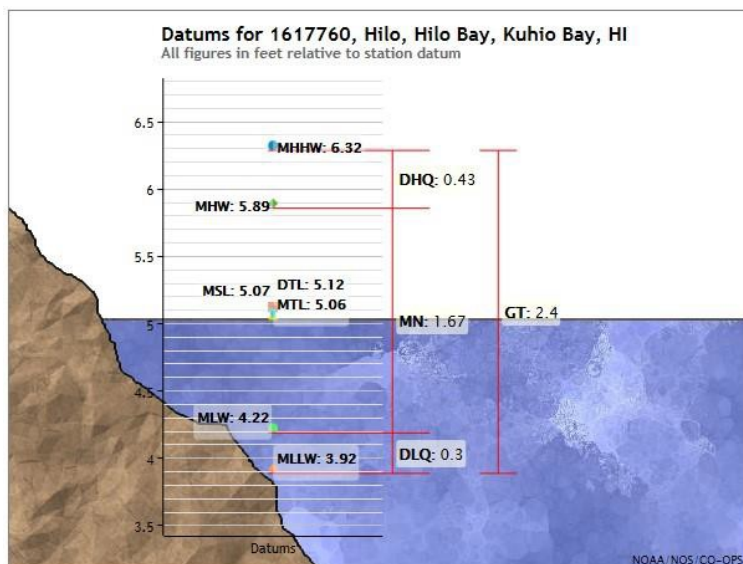 Datums for 1617760, Hilo, Hilo Bay, Kuhio Bay, HI
All figures in feet relative to station datum
6.5
MHHW: 6.32
DHQ: 0.43
6
MHW: 5.89
5.5
DTL: 5.12
MSL: 5.07
MTL: 5.06
GT: 2.4
5
MN: 1.67
4.5
MLW: 4.22
MLLW: 3.92
DLQ: 0.3
4
3.5
Datums
NOAA/NOS/CO-OPS